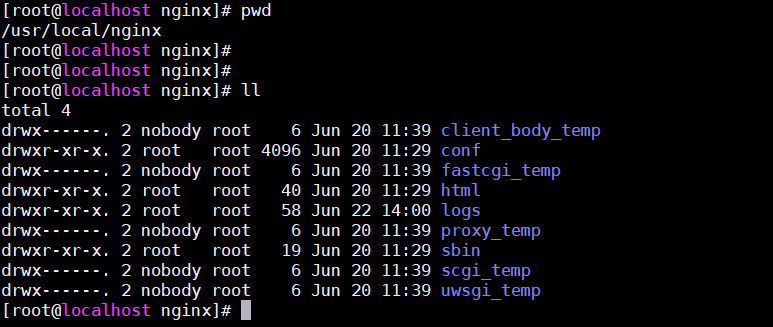 [root@localhost nginx]# pwd
/usr/local/nginx
[root@localhost nginx]#
[root@localhost nginx]#
[root@localhost nginx]# ll
total 4
drwx------. 2 nobody root    6 Jun 20 11:39 client_body_temp
drwxr-xr-x. 2 root   root 4096 Jun 20 11:29 conf
drwx------. 2 nobody root    6 Jun 20 11:39 fastcgi_temp
drwxr-xr-x. 2 root   root   40 Jun 20 11:29 html
drwxr-xr-x. 2 root   root   58 Jun 22 14:00 logs
drwx------. 2 nobody root    6 Jun 20 11:39 proxy_temp
drwxr-xr-x. 2 root   root   19 Jun 20 11:29 sbin
drwx------. 2 nobody root    6 Jun 20 11:39 scgi_temp
drwx------. 2 nobody root    6 Jun 20 11:39 uwsgi_temp
[root@localhost nginx]#